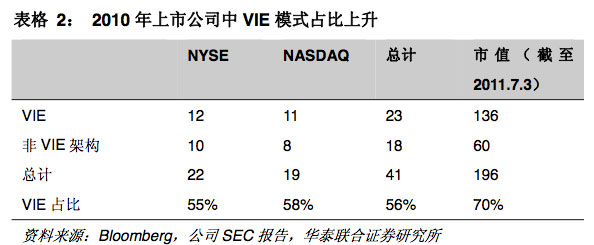 表格 2： 2010 年上市公司中 VIE 模式占比上升
NYSE NASDAQ 总计 市值（截至
2011.7.3）
VIE 12 11 23 136
非 VIE 架构 10 8 18 60
总计 22 19 41 196
VIE 占比 55% 58% 56% 70%
资料来源：Bloomberg，公司 SEC 报告，华泰联合证券研究所